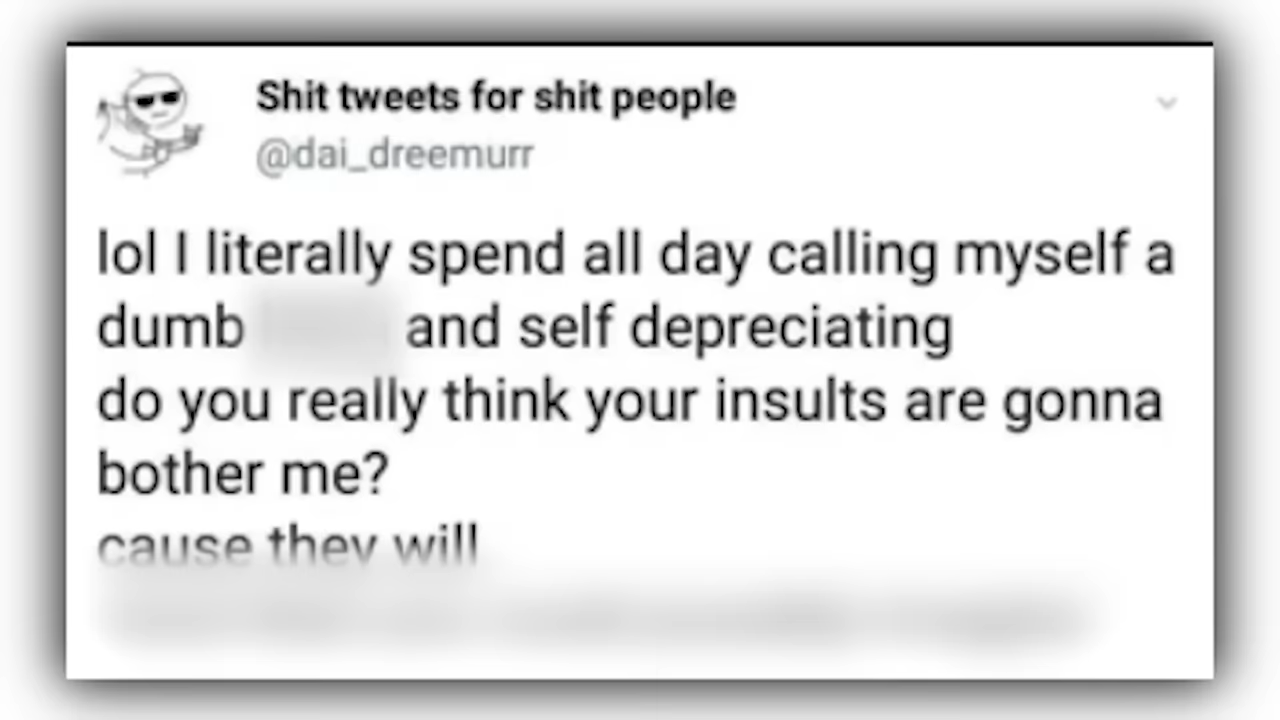 Shit tweets for shit people
@dai_dreemurr
lol I literally spend all day calling myself a
dumb and self depreciating
do you really think your insults are gonna
bother me?
cause they will